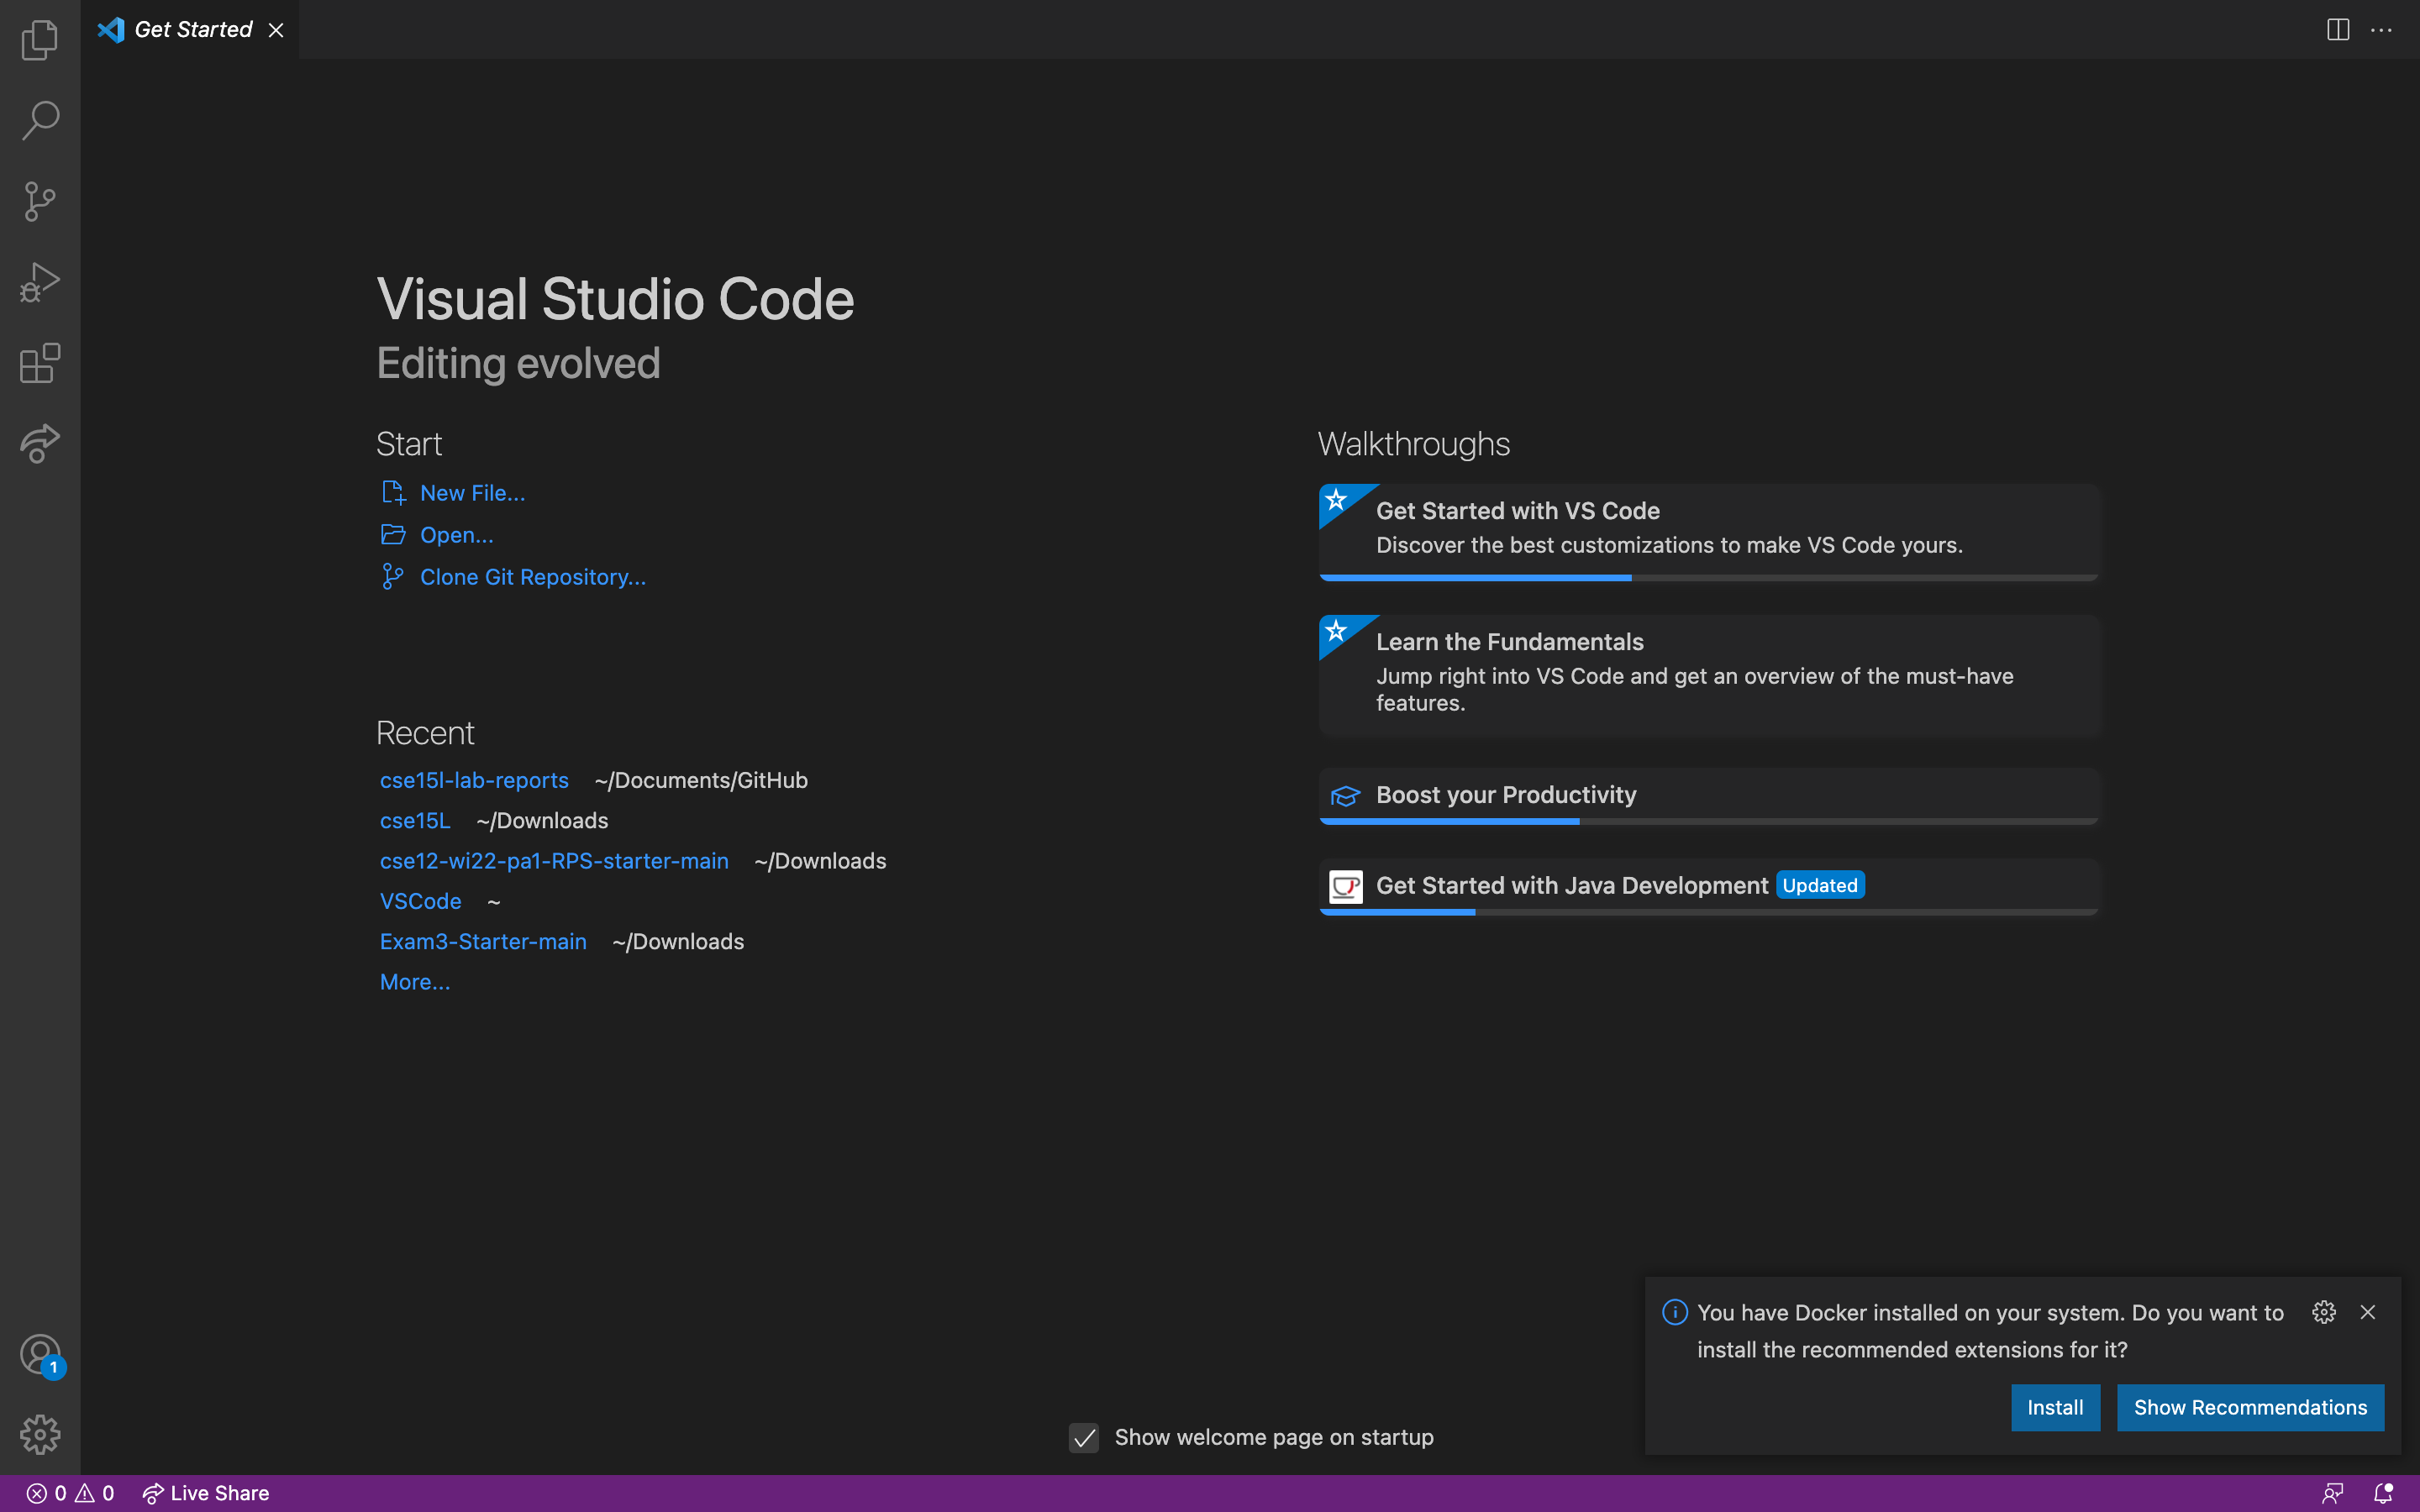 Get Started
Visual Studio Code
Editing evolved
Start
New File...
Open...
Clone Git Repository...
Recent
cse15l-lab-reports ~/Documents/GitHub
cse15L ~/Downloads
cse12-wi22-pa1-RPS-starter-main ~/Downloads
VSCode ~
Exam3-Starter-main ~/Downloads
More...
Walkthroughs
Get Started with VS Code
Discover the best customizations to make VS Code yours.
Learn the Fundamentals
Jump right into VS Code and get an overview of the must-have
features.
Boost your Productivity
Get Started with Java Development Updated
You have Docker installed on your system. Do you want to
install the recommended extensions for it?
Install Show Recommendations
1
Show welcome page on startup
0 0 Live Share